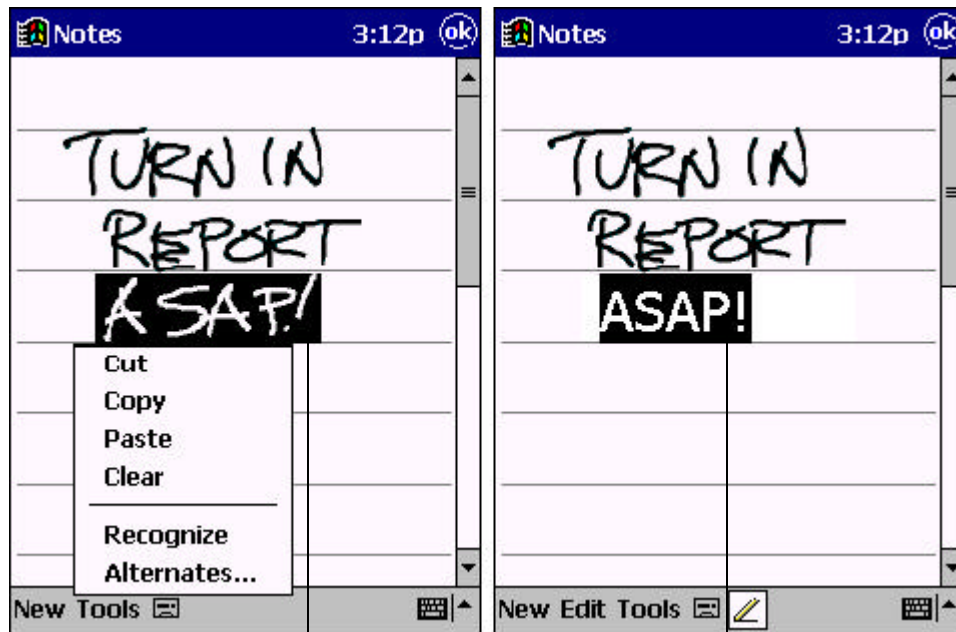 Notes 3:12p ok
TURN IN
REPORT
ASAP!
Cut
Copy
Paste
Clear
Recognize
Alternates...
New Tools
Notes 3:12p ok
TURN IN
REPORT
ASAP!
New Edit Tools